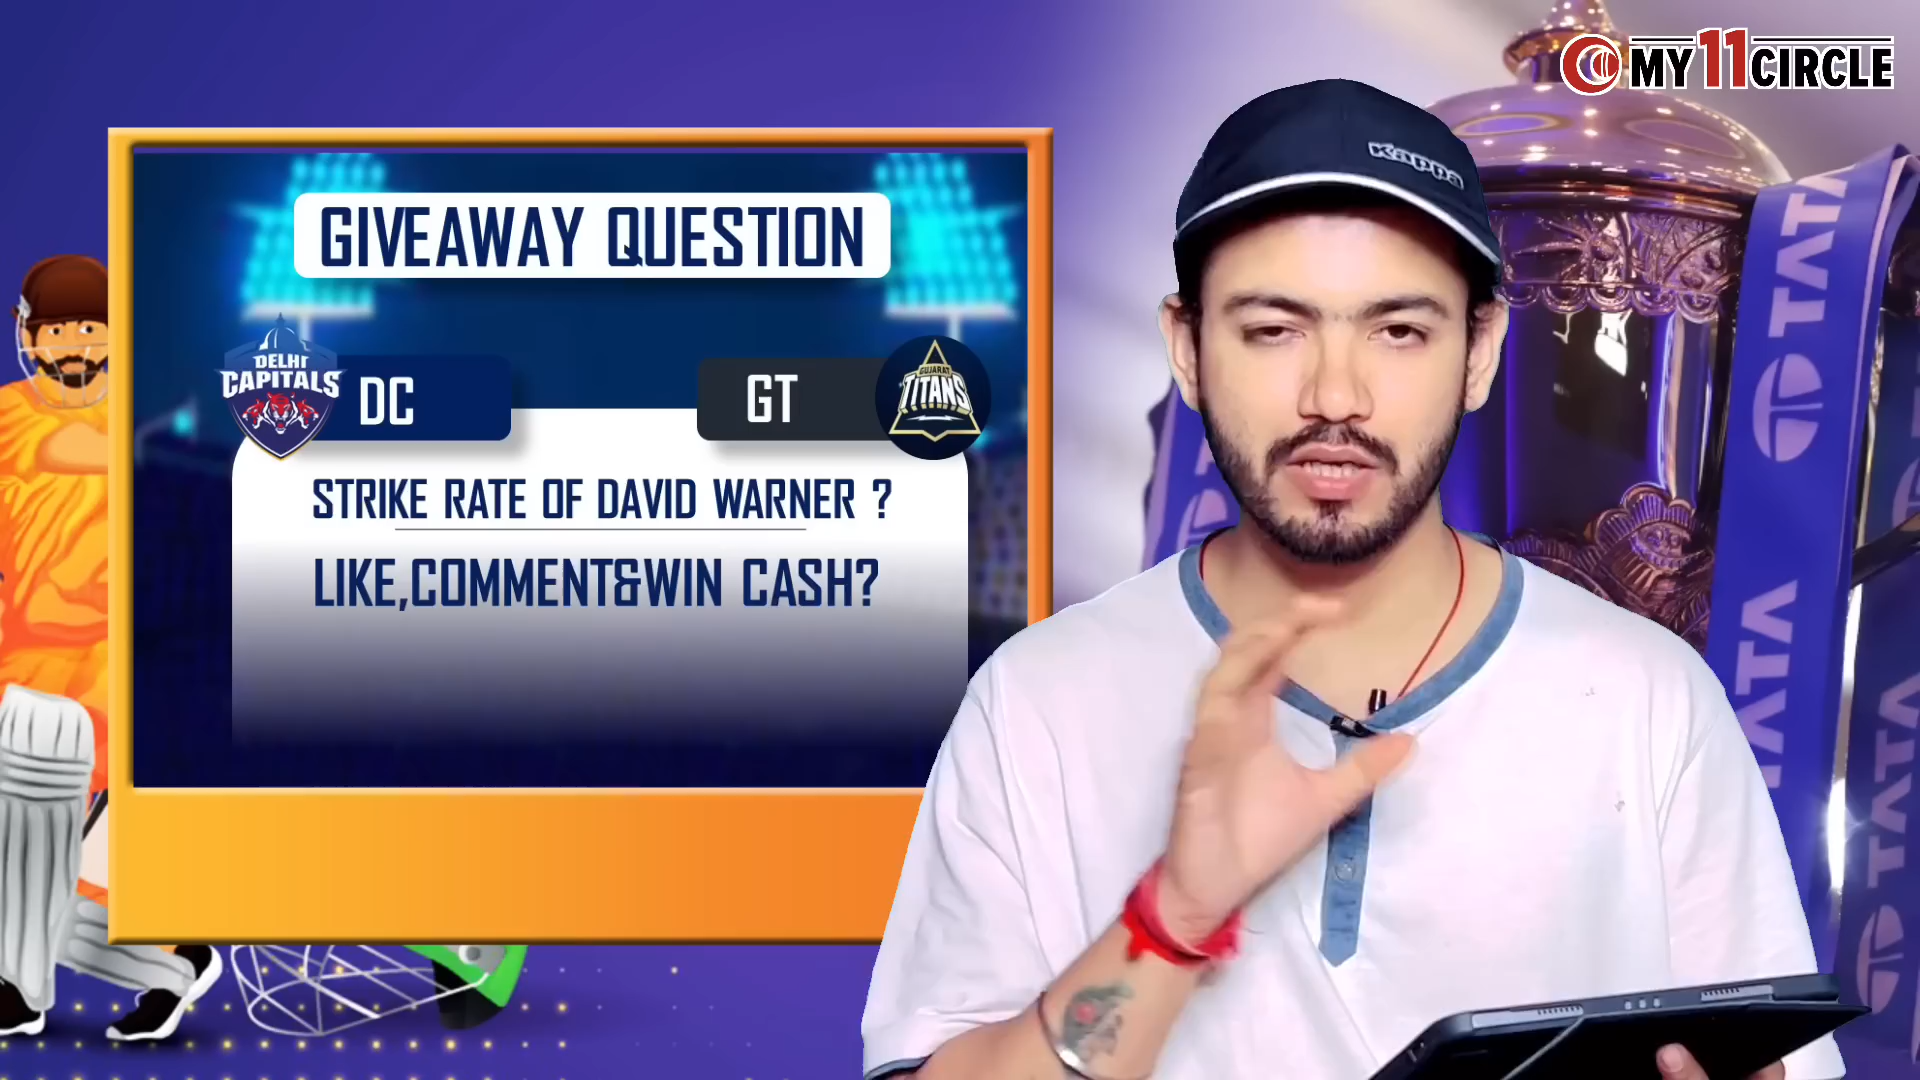 MY11CIRCLE
kappa
GIVEAWAY QUESTION
DELHI
CAPITALS
DC
GT
GUJARAT
TITANS
STRIKE RATE OF DAVID WARNER ?
LIKE,COMMENT&WIN CASH?
TATA
TATA
TATA
TATA